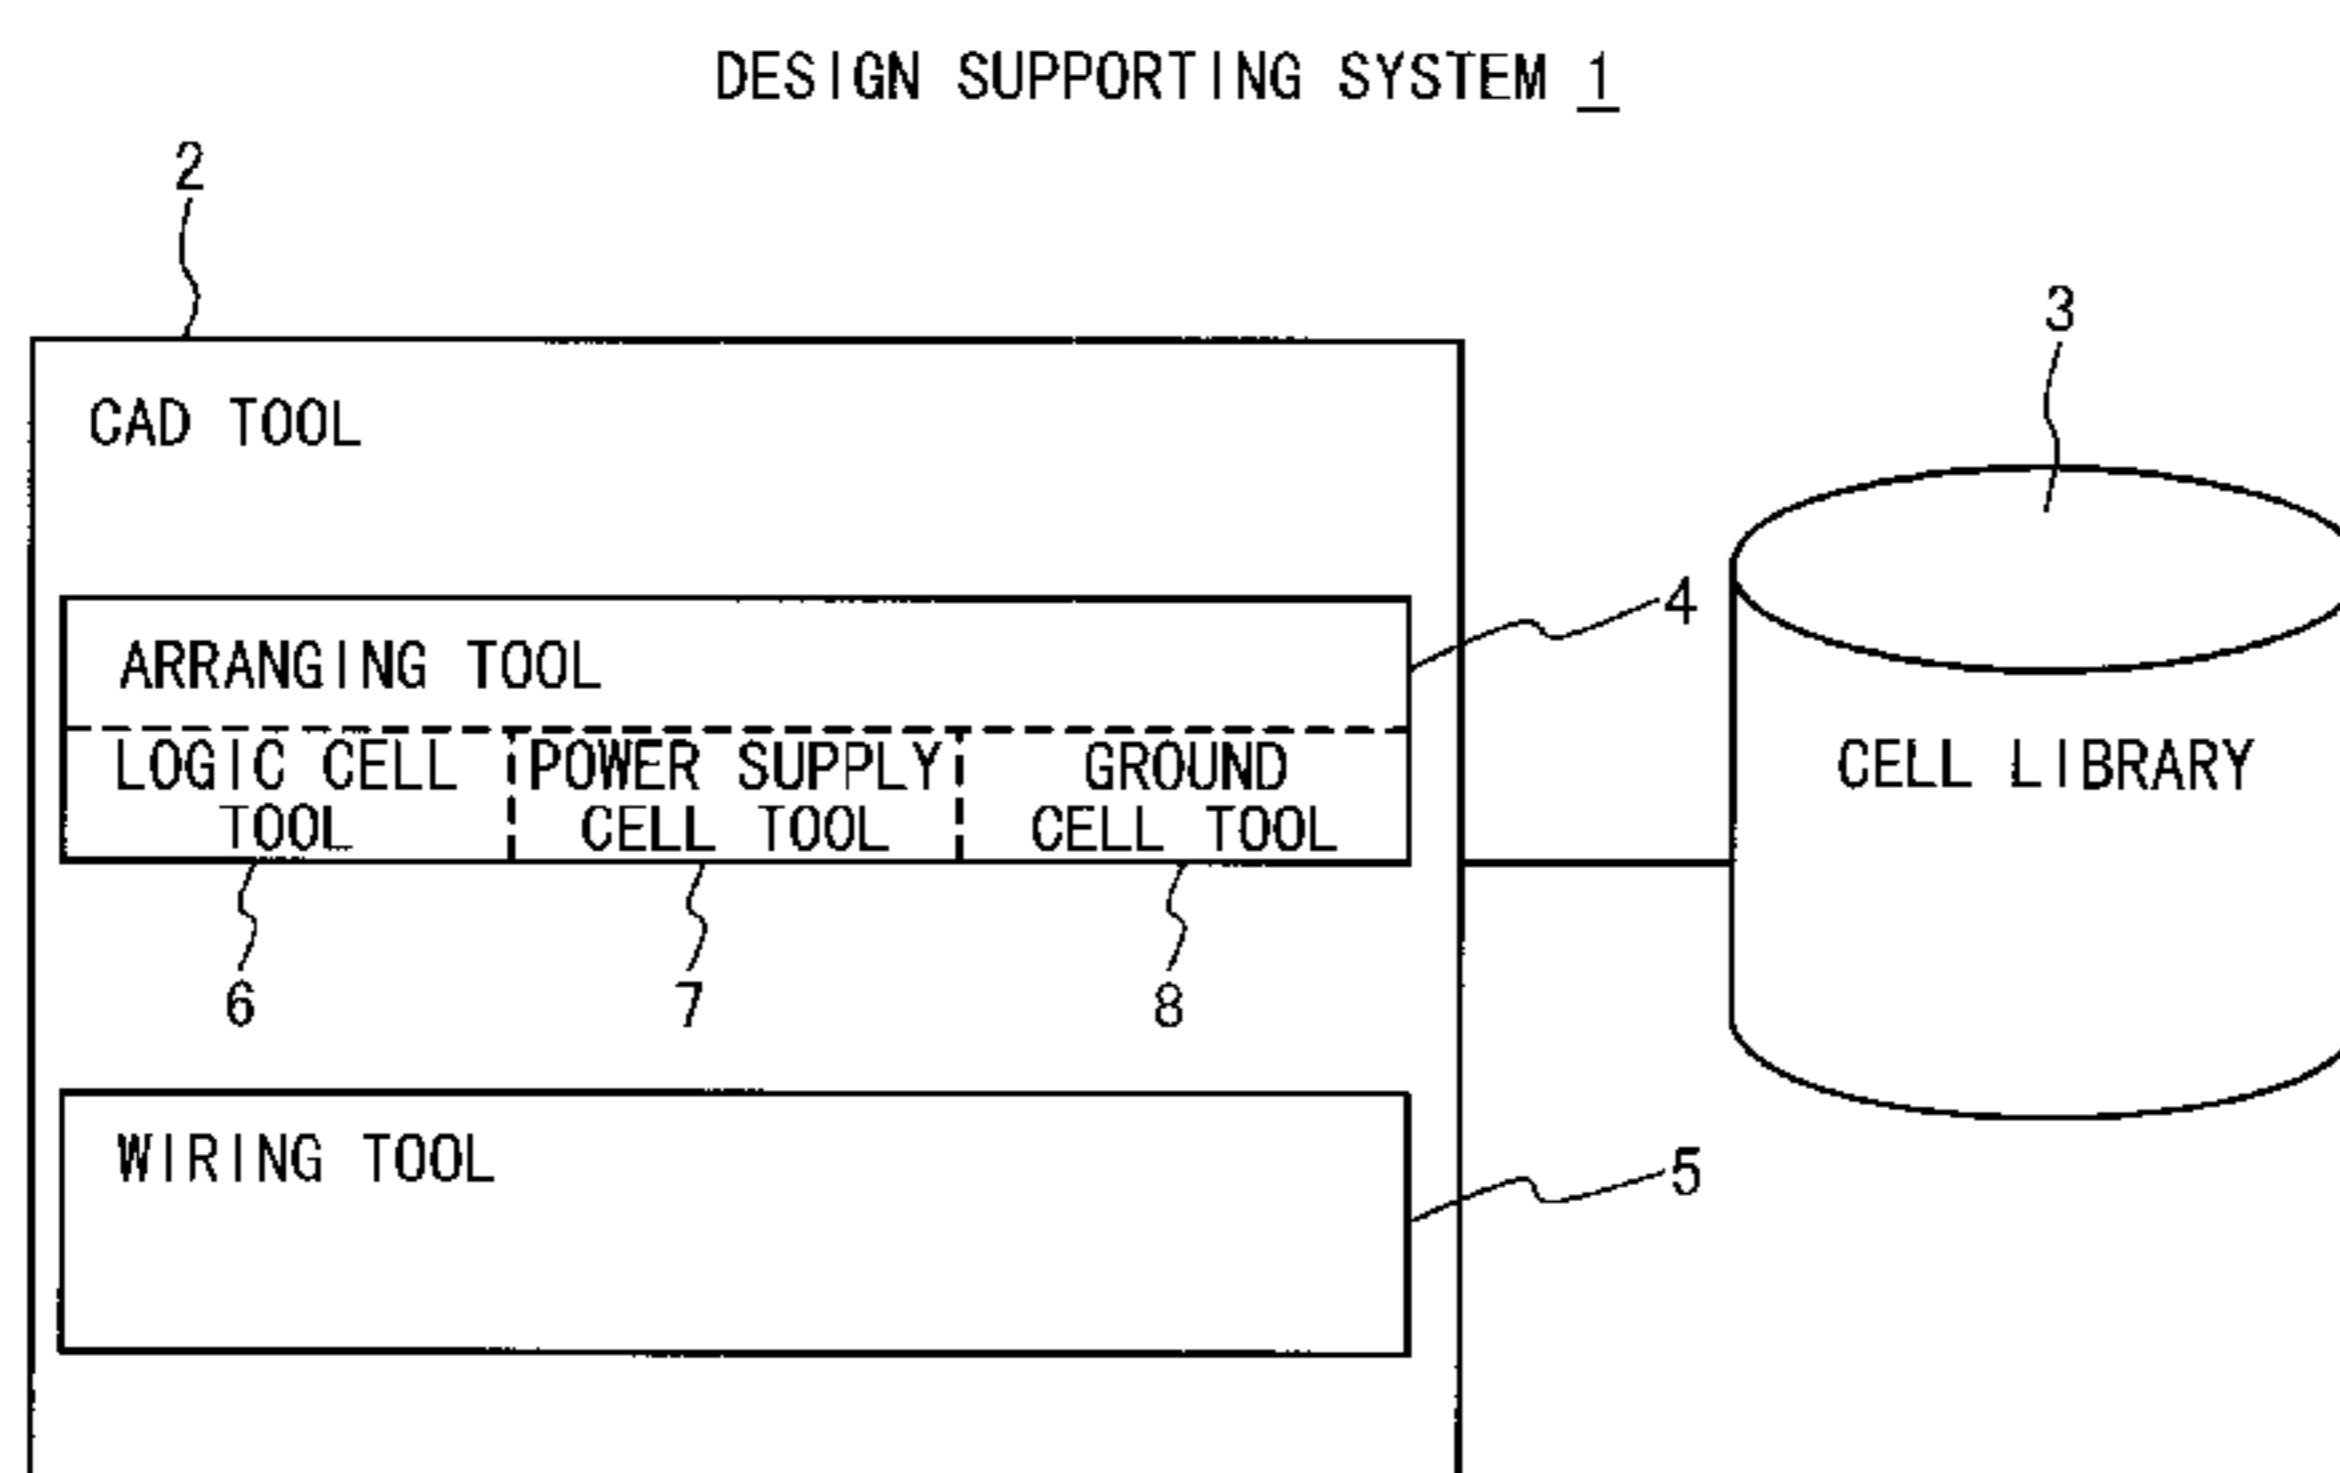 DESIGN SUPPORTING SYSTEM 1
2
3
CAD TOOL
4
ARRANGING TOOL
LOGIC CELL
TOOL
POWER SUPPLY
CELL TOOL
GROUND
CELL TOOL
CELL LIBRARY
6
7
8
WIRING TOOL
5